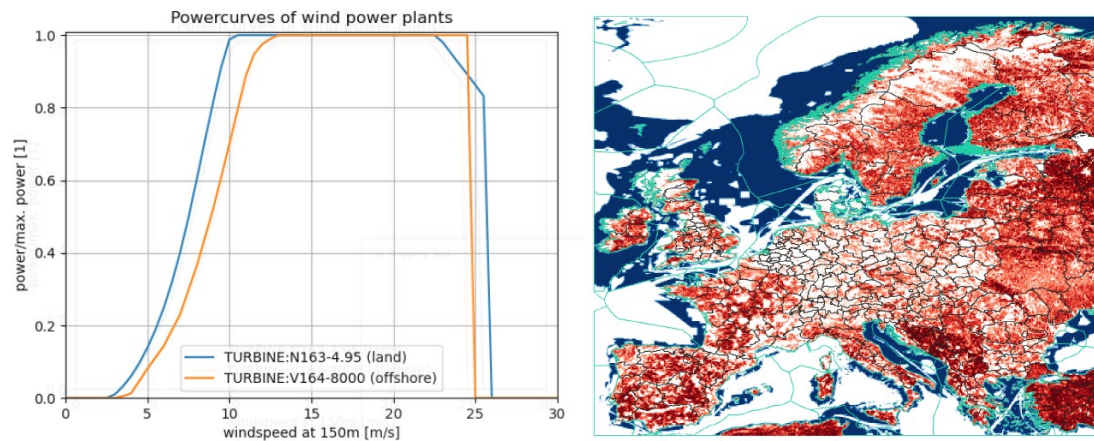 Powercurves of wind power plants
1.0
0.8
0.6
0.4
0.2
0.0
power/max. power [1]
TURBINE:N163-4.95 (land)
TURBINE:V164-8000 (offshore)
0 5 10 15 20 25 30
windspeed at 150m [m/s]